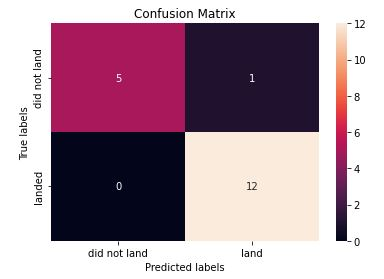 Confusion Matrix
True labels
did not land
landed
5
1
0
12
did not land
land
Predicted labels
12
10
8
6
4
2
0